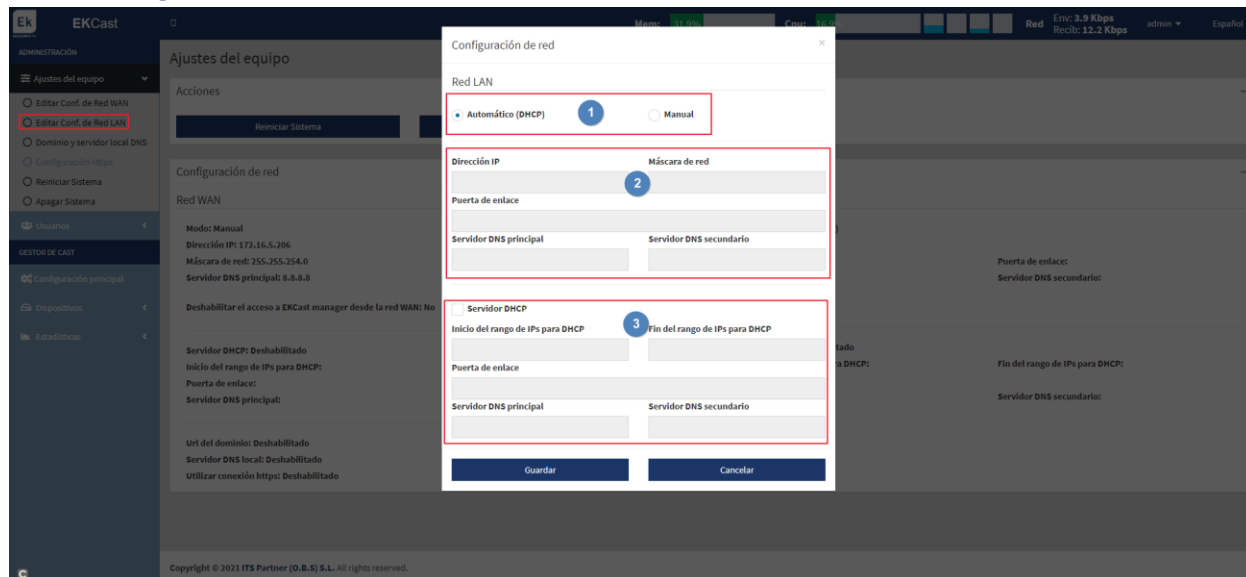 Ek EKCast Mem: 31.9% Cpu: 16.9% Red Env: 3.9 Kbps admin Español
Recib: 12.2 Kbps
ADMINISTRACIÓN
Ajustes del equipo
Editar Conf. de Red WAN
Editar Conf. de Red LAN
Dominio y servidor local DNS
Configuración Https
Reiniciar Sistema
Apagar Sistema
Usuarios
GESTOR DE CAST
Configuración principal
Dispositivos
Estadísticas
Ajustes del equipo
Acciones
Reiniciar Sistema
Configuración de red
Red WAN
Modo: Manual
Dirección IP: 172.16.5.206
Máscara de red: 255.255.254.0
Servidor DNS principal: 8.8.8.8
Deshabilitar el acceso a EKCast manager desde la red WAN: No
Servidor DHCP: Deshabilitado
Inicio del rango de IPs para DHCP:
Puerta de enlace:
Servidor DNS principal:
Url del dominio: Deshabilitado
Servidor DNS local: Deshabilitado
Utilizar conexión https: Deshabilitado
Configuración de red ×
Red LAN
Automático (DHCP) 1 Manual
Dirección IP Máscara de red
2
Puerta de enlace
Servidor DNS principal Servidor DNS secundario
Servidor DHCP
3
Inicio del rango de IPs para DHCP Fin del rango de IPs para DHCP
Puerta de enlace
Servidor DNS principal Servidor DNS secundario
Guardar Cancelar
Puerta de enlace:
Servidor DNS secundario:
tado
a DHCP: Fin del rango de IPs para DHCP:
Servidor DNS secundario:
Copyright © 2021 ITS Partner (O.B.S) S.L. All rights reserved.